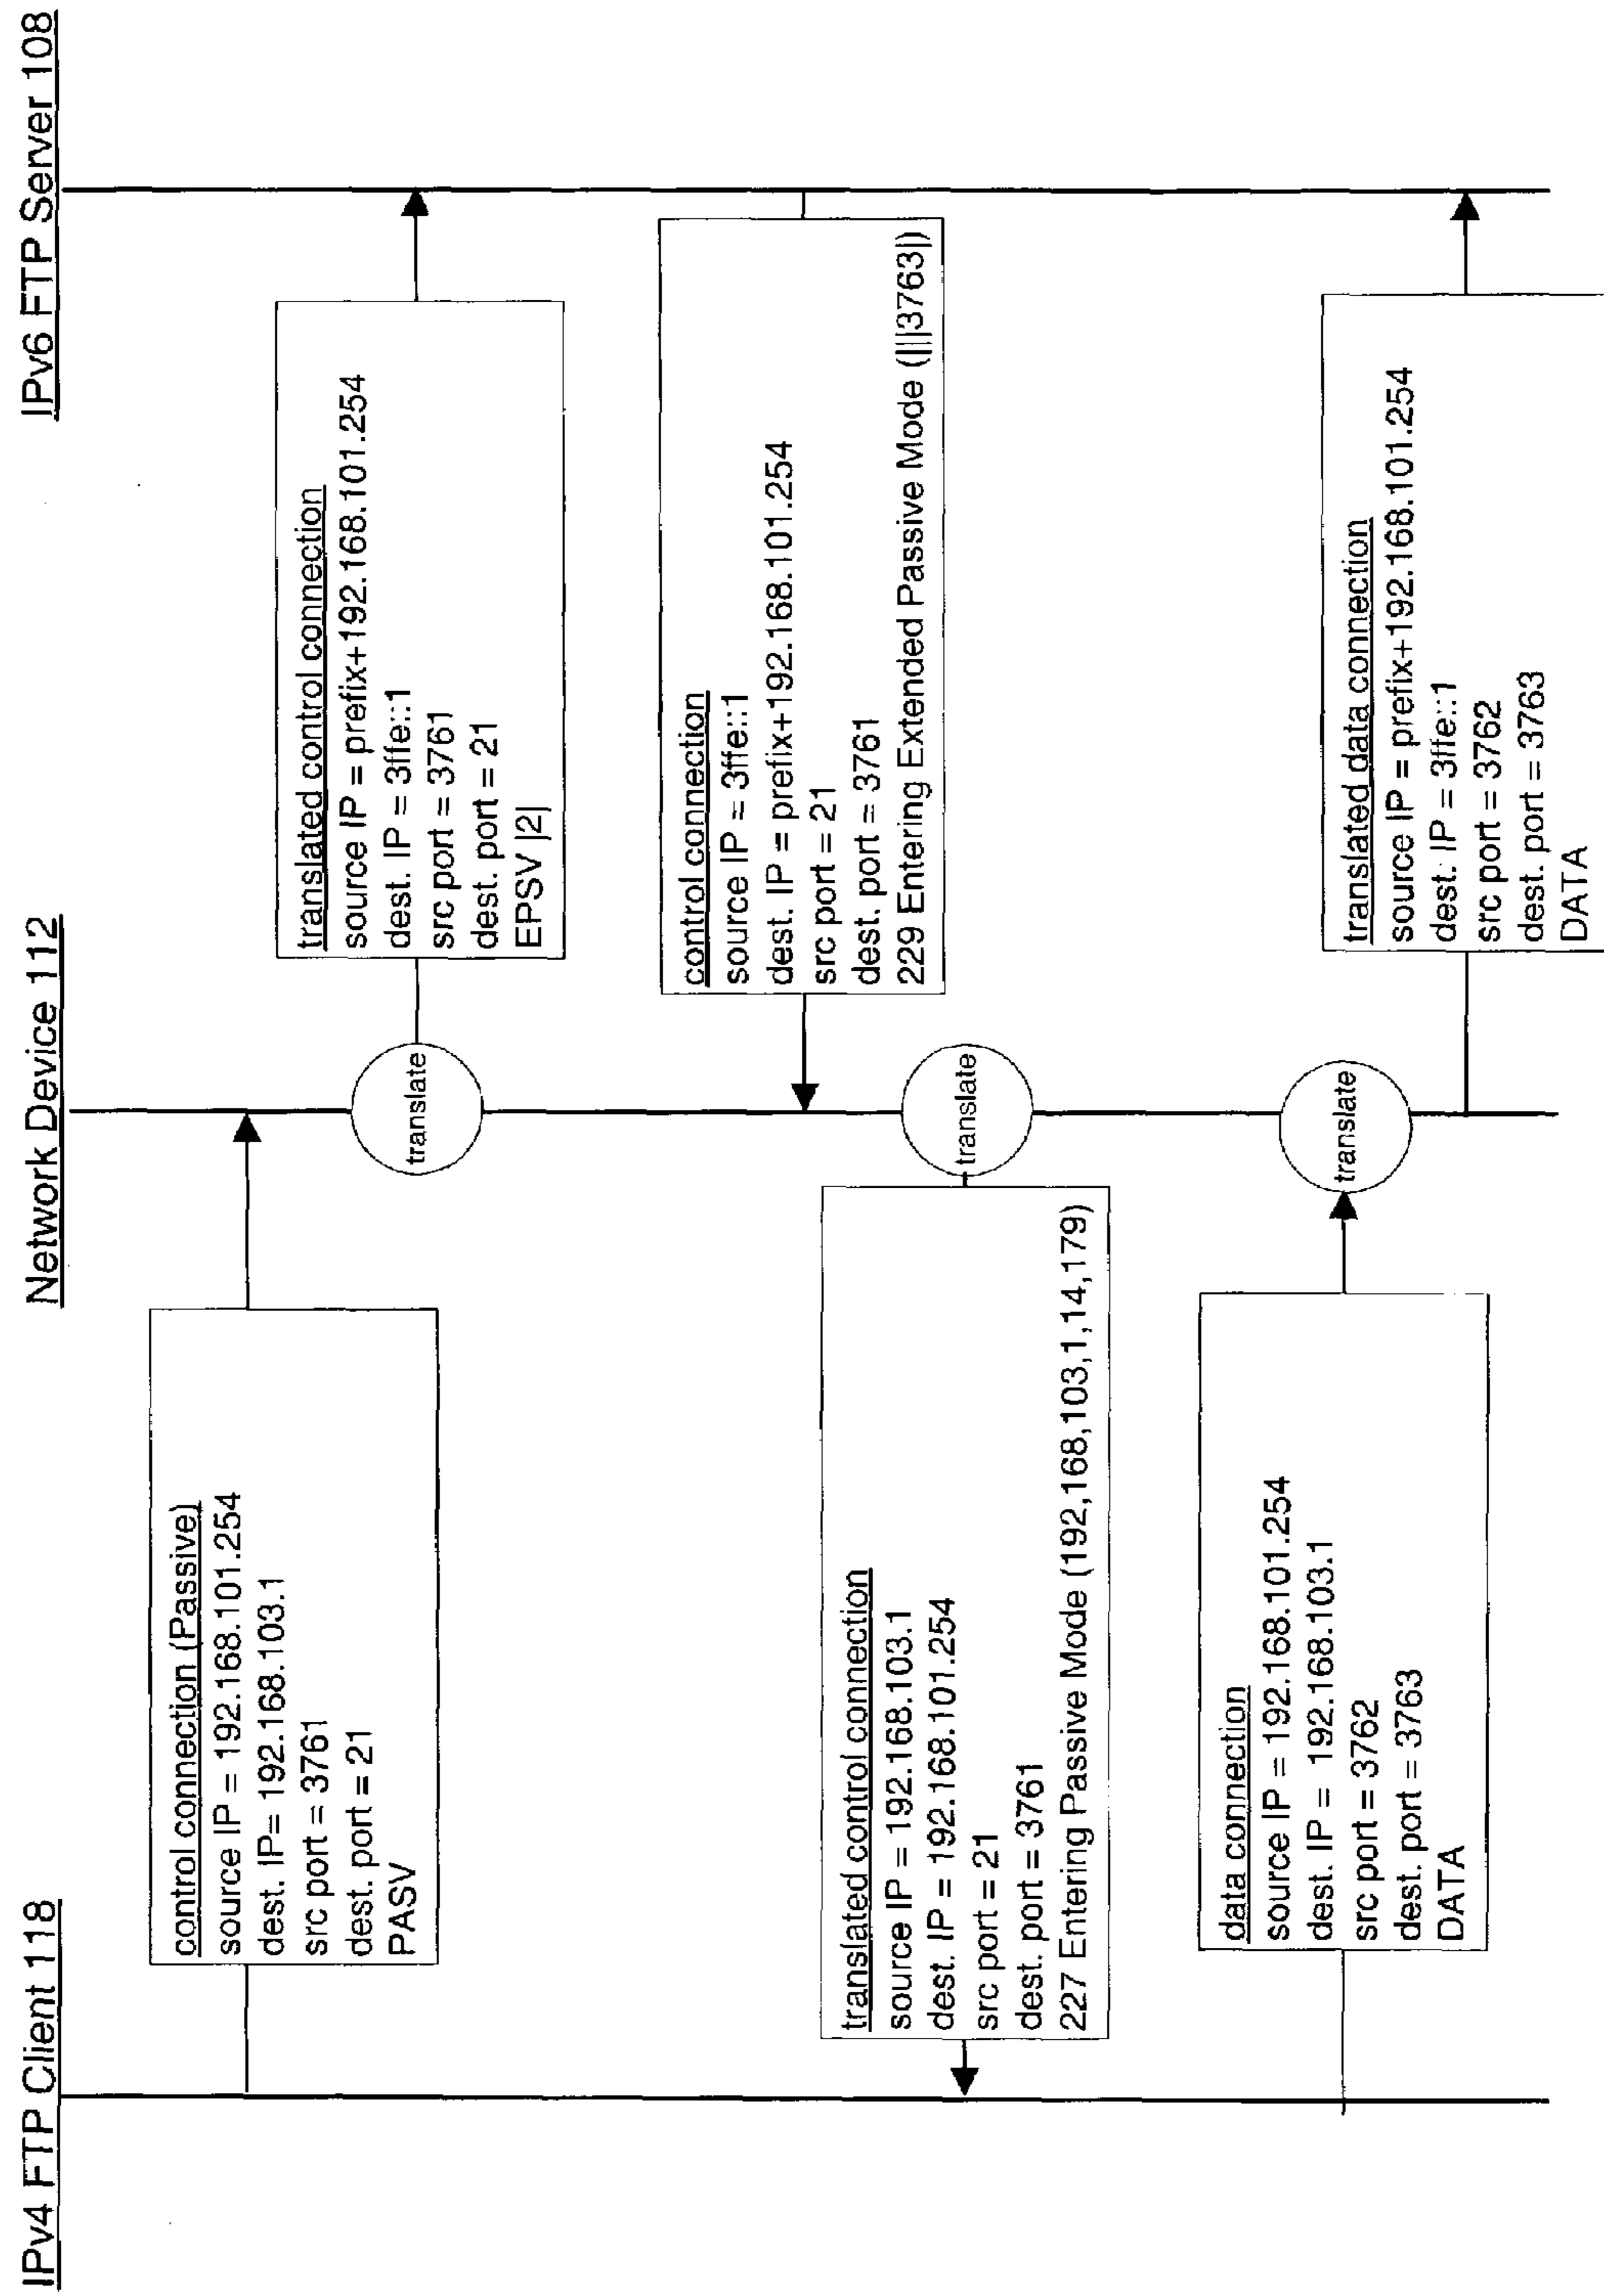 IPv4 FTP Client 118
Network Device 112
IPv6 FTP Server 108
control connection (Passive)
source IP = 192.168.101.254
dest. IP= 192.168.103.1
src port = 3761
dest. port = 21
PASV
translate
translated control connection
source IP = prefix+192.168.101.254
dest. IP = 3ffe::1
src port = 3761
dest. port = 21
EPSV |2|
control connection
source IP = 3ffe::1
dest. IP = prefix+192.168.101.254
src port = 21
dest. port = 3761
229 Entering Extended Passive Mode (|||3763|)
translate
translated control connection
source IP = 192.168.103.1
dest. IP = 192.168.101.254
src port = 21
dest. port = 3761
227 Entering Passive Mode (192,168,103,1,14,179)
data connection
source IP = 192.168.101.254
dest. IP = 192.168.103.1
src port = 3762
dest. port = 3763
DATA
translate
translated data connection
source IP = prefix+192.168.101.254
dest. IP = 3ffe::1
src port = 3762
dest. port = 3763
DATA